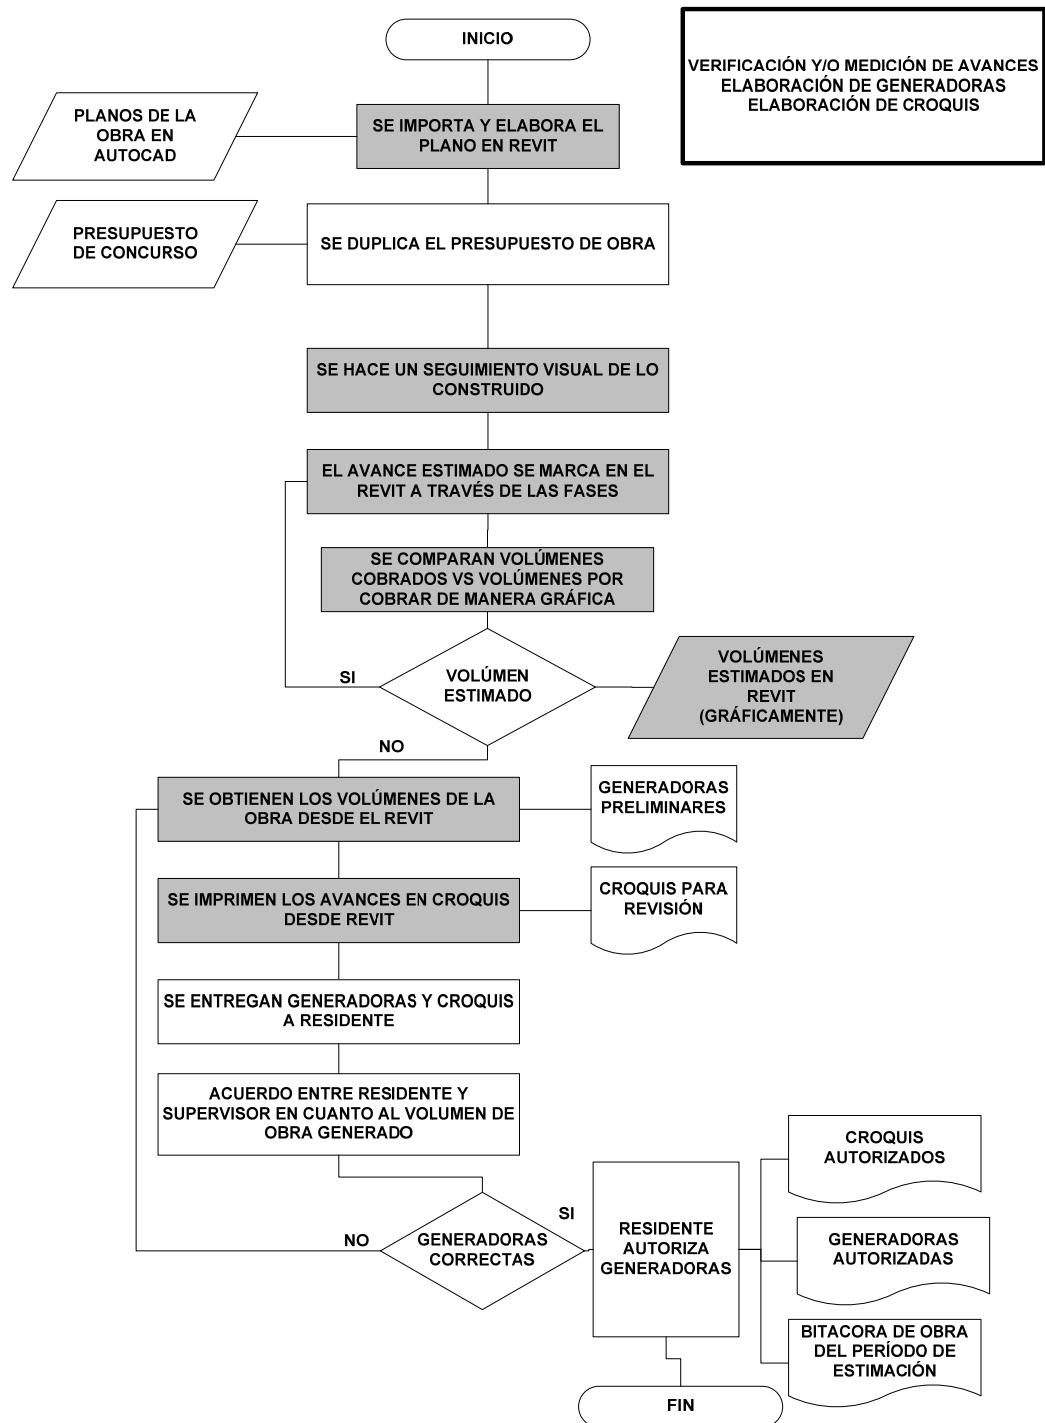 INICIO
VERIFICACIÓN Y/O MEDICIÓN DE AVANCES
ELABORACIÓN DE GENERADORAS
ELABORACIÓN DE CROQUIS
PLANOS DE LA
OBRA EN
AUTOCAD
SE IMPORTA Y ELABORA EL
PLANO EN REVIT
PRESUPUESTO
DE CONCURSO
SE DUPLICA EL PRESUPUESTO DE OBRA
SE HACE UN SEGUIMIENTO VISUAL DE LO
CONSTRUIDO
EL AVANCE ESTIMADO SE MARCA EN EL
REVIT A TRAVÉS DE LAS FASES
SE COMPARAN VOLÚMENES
COBRADOS VS VOLÚMENES POR
COBRAR DE MANERA GRÁFICA
SI
VOLÚMEN
ESTIMADO
VOLÚMENES
ESTIMADOS EN
REVIT
(GRÁFICAMENTE)
NO
SE OBTIENEN LOS VOLÚMENES DE LA
OBRA DESDE EL REVIT
GENERADORAS
PRELIMINARES
SE IMPRIMEN LOS AVANCES EN CROQUIS
DESDE REVIT
CROQUIS PARA
REVISIÓN
SE ENTREGAN GENERADORAS Y CROQUIS
A RESIDENTE
ACUERDO ENTRE RESIDENTE Y
SUPERVISOR EN CUANTO AL VOLUMEN DE
OBRA GENERADO
NO
GENERADORAS
CORRECTAS
SI
RESIDENTE
AUTORIZA
GENERADORAS
CROQUIS
AUTORIZADOS
GENERADORAS
AUTORIZADAS
BITACORA DE OBRA
DEL PERÍODO DE
ESTIMACIÓN
FIN